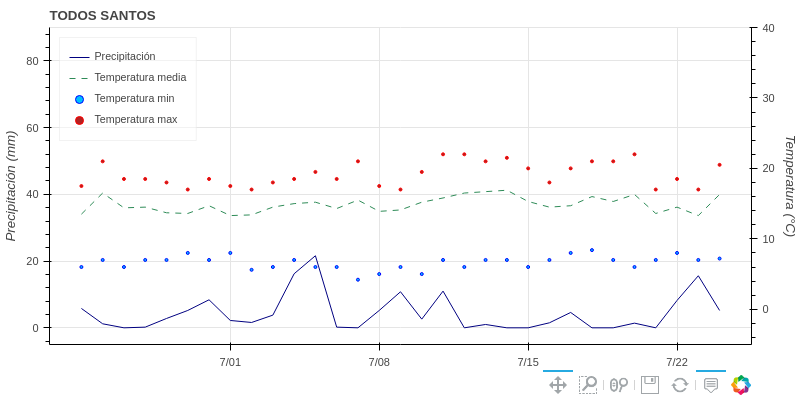 TODOS SANTOS
Precipitación
Temperatura media
Temperatura min
Temperatura max
Precipitación (mm)
80
60
40
20
0
Temperatura (°C)
40
30
20
10
0
7/01
7/08
7/15
7/22